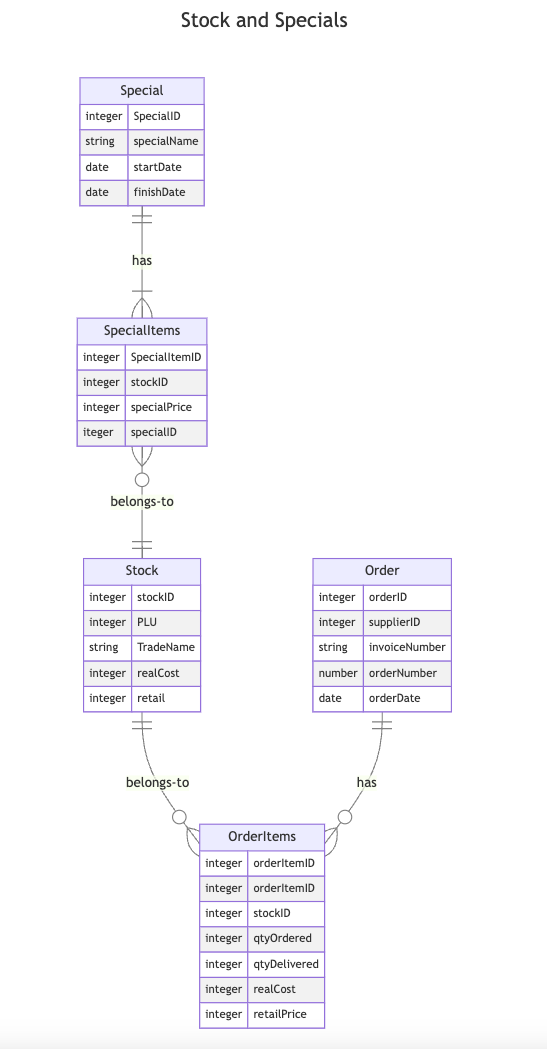 Stock and Specials
Special
integer SpecialID
string specialName
date startDate
date finishDate
has
SpecialItems
integer SpecialItemID
integer stockID
integer specialPrice
iteger specialID
belongs-to
Stock
integer stockID
integer PLU
string TradeName
integer realCost
integer retail
Order
integer orderID
integer supplierID
string invoiceNumber
number orderNumber
date orderDate
belongs-to
has
OrderItems
integer orderItemID
integer orderItemID
integer stockID
integer qtyOrdered
integer qtyDelivered
integer realCost
integer retailPrice